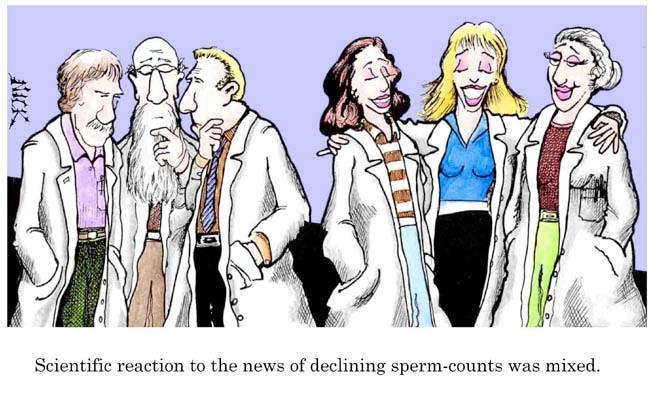 Scientific reaction to the news of declining sperm-counts was mixed.